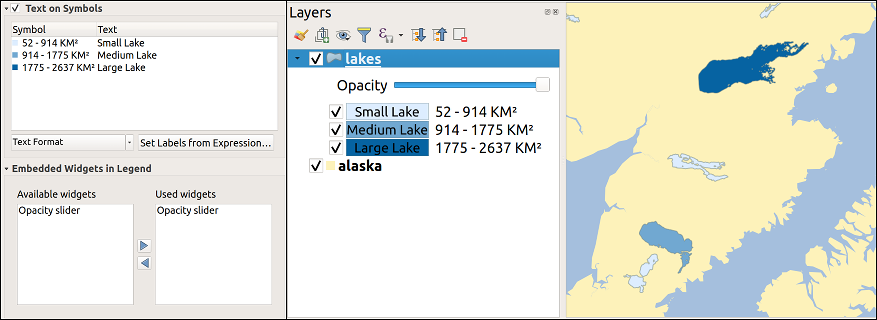 Text on Symbols
Symbol Text
52 - 914 KM² Small Lake
914 - 1775 KM² Medium Lake
1775 - 2637 KM² Large Lake
Text Format
Set Labels from Expression...
Embedded Widgets in Legend
Available widgets
Opacity slider
Used widgets
Opacity slider
Layers
lakes
Opacity
Small Lake 52 - 914 KM²
Medium Lake 914 - 1775 KM²
Large Lake 1775 - 2637 KM²
alaska